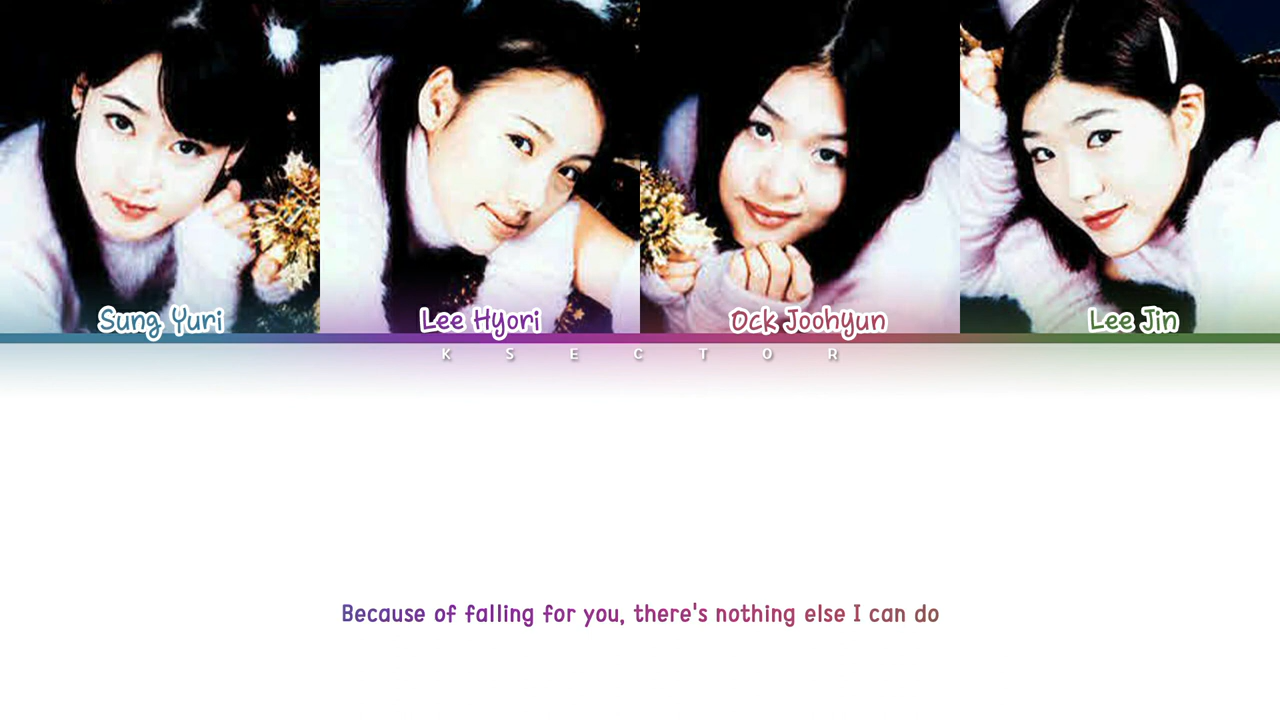 Sung Yuri Lee Hyori Ock Joohyun Lee Jin
K S E C T O R
Because of falling for you, there's nothing else I can do